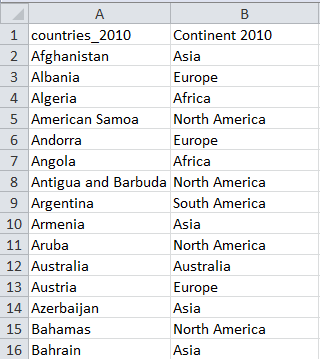 A B
1 countries_2010 Continent 2010
2 Afghanistan Asia
3 Albania Europe
4 Algeria Africa
5 American Samoa North America
6 Andorra Europe
7 Angola Africa
8 Antigua and Barbuda North America
9 Argentina South America
10 Armenia Asia
11 Aruba North America
12 Australia Australia
13 Austria Europe
14 Azerbaijan Asia
15 Bahamas North America
16 Bahrain Asia